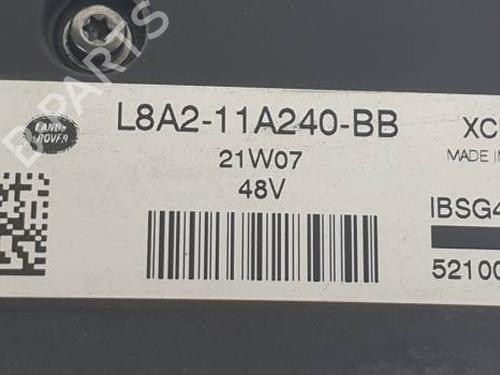 LAND
ROVER
L8A2-11A240-BB
21W07
48V
XC
MADE IN
IBSG4
52100
B-PARTS